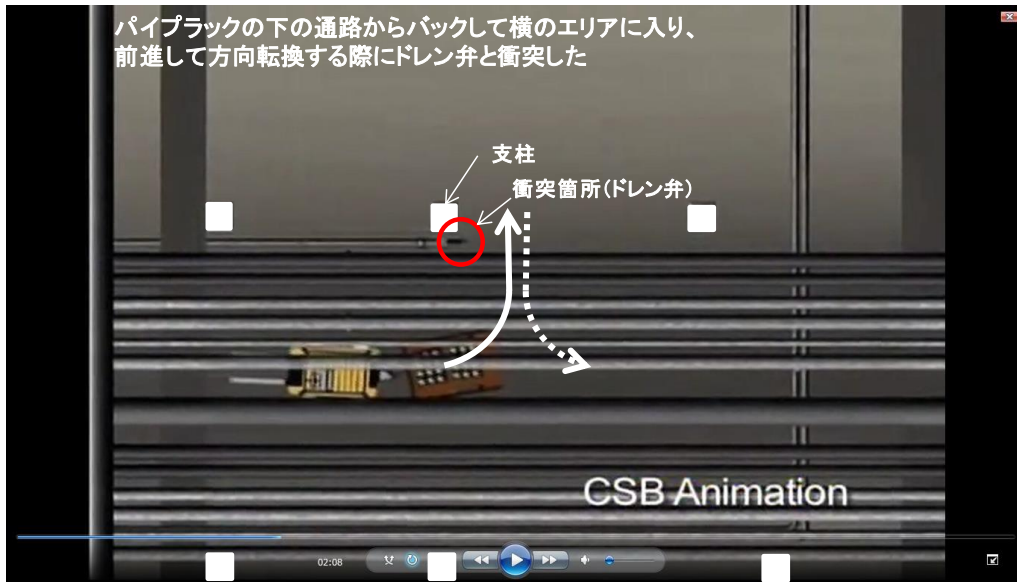 パイプラックの下の通路からバックして横のエリアに入り、
前進して方向転換する際にドレン弁と衝突した
支柱
衝突箇所(ドレン弁)
CSB Animation
02:08